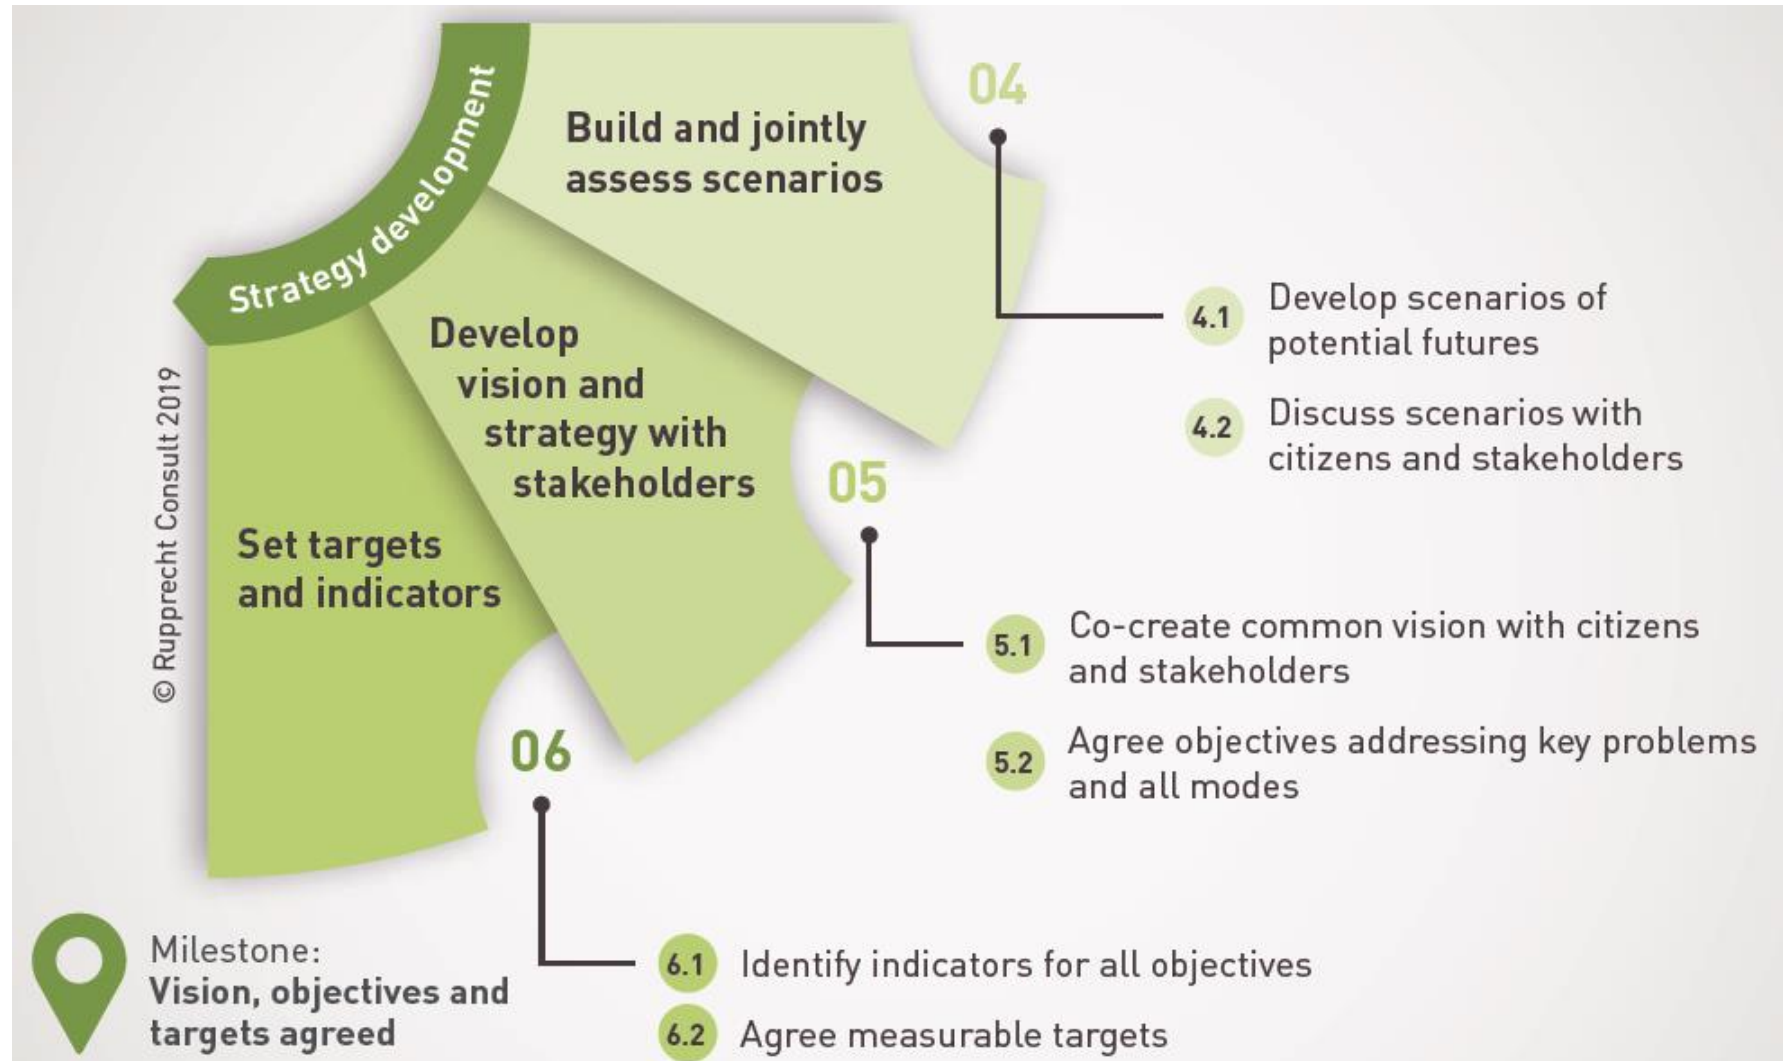 Strategy development
Build and jointly
assess scenarios
04
4.1
Develop scenarios of
potential futures
4.2
Discuss scenarios with
citizens and stakeholders
Develop
vision and
strategy with
stakeholders
05
5.1
Co-create common vision with citizens
and stakeholders
5.2
Agree objectives addressing key problems
and all modes
Set targets
and indicators
06
6.1
Identify indicators for all objectives
6.2
Agree measurable targets
© Rupprecht Consult 2019
Milestone:
Vision, objectives and
targets agreed